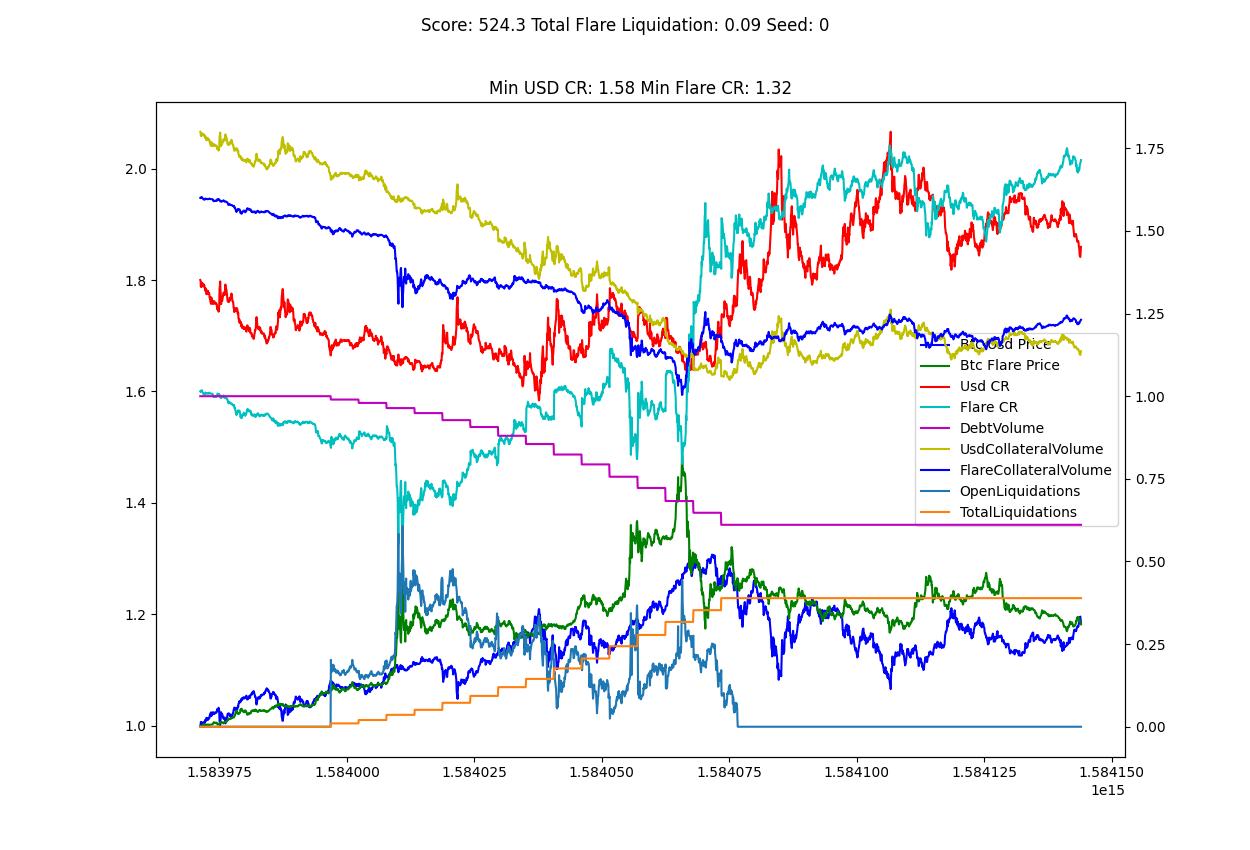 Score: 524.3 Total Flare Liquidation: 0.09 Seed: 0
Min USD CR: 1.58 Min Flare CR: 1.32
2.0
1.8
1.6
1.4
1.2
1.0
1.75
1.50
1.25
1.00
0.75
0.50
0.25
0.00
Btc Usd Price
Btc Flare Price
Usd CR
Flare CR
DebtVolume
UsdCollateralVolume
FlareCollateralVolume
OpenLiquidations
TotalLiquidations
1.583975 1.584000 1.584025 1.584050 1.584075 1.584100 1.584125 1.584150
1e15